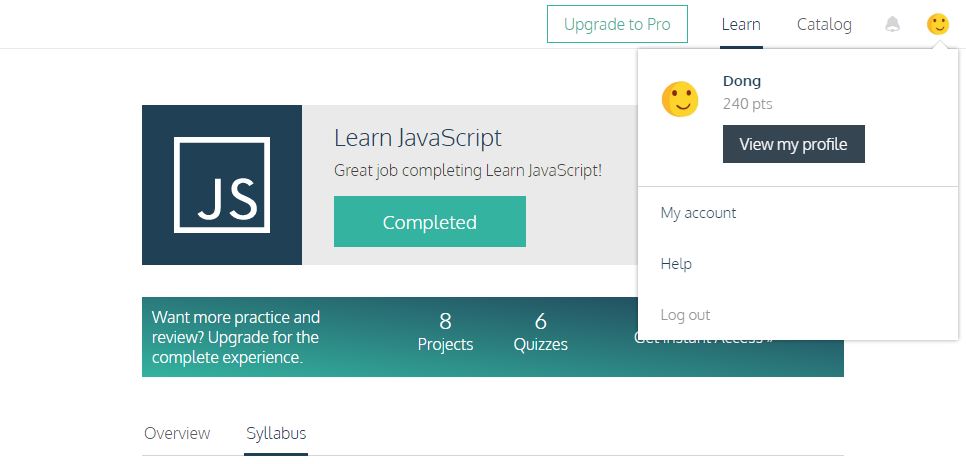 Upgrade to Pro
Learn
Catalog
Dong
240 pts
View my profile
My account
Help
Log out
JS
Learn JavaScript
Great job completing Learn JavaScript!
Completed
Want more practice and
review? Upgrade for the
complete experience.
8
Projects
6
Quizzes
Get Instant Access »
Overview
Syllabus